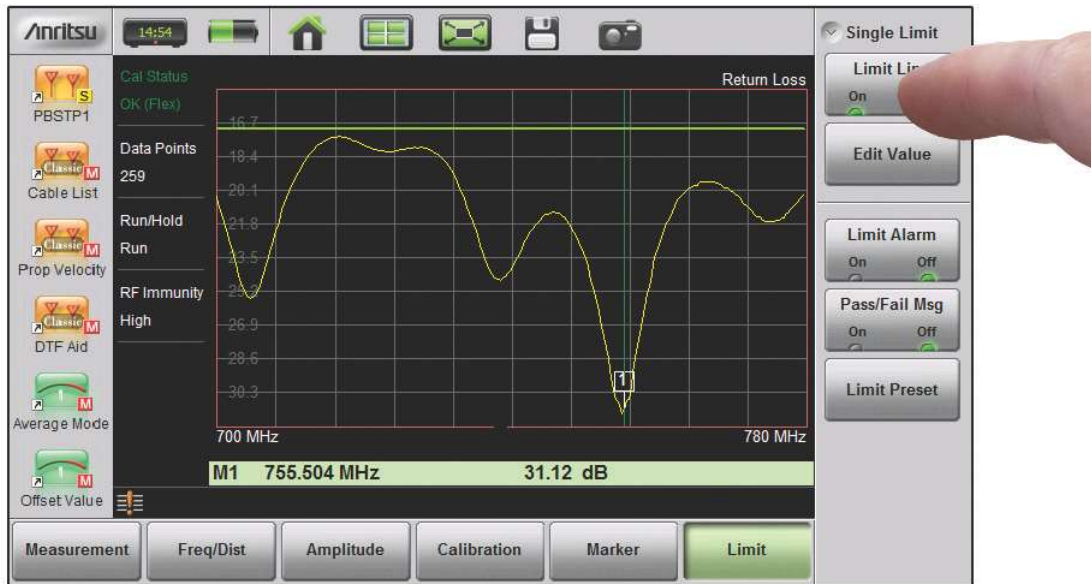 Anritsu
14:54
Single Limit
Limit
On
Edit Value
Limit Alarm
On Off
Pass/Fail Msg
On Off
Limit Preset
S
PBSTP1
Classic M
Cable List
Classic M
Prop Velocity
Classic M
DTF Aid
M
Average Mode
M
Offset Value
Cal Status
OK (Flex)
Data Points
259
Run/Hold
Run
RF Immunity
High
Return Loss
16.7
18.4
20.1
21.8
23.5
25.2
26.9
28.6
30.3
1
700 MHz 780 MHz
M1 755.504 MHz 31.12 dB
Measurement Freq/Dist Amplitude Calibration Marker Limit